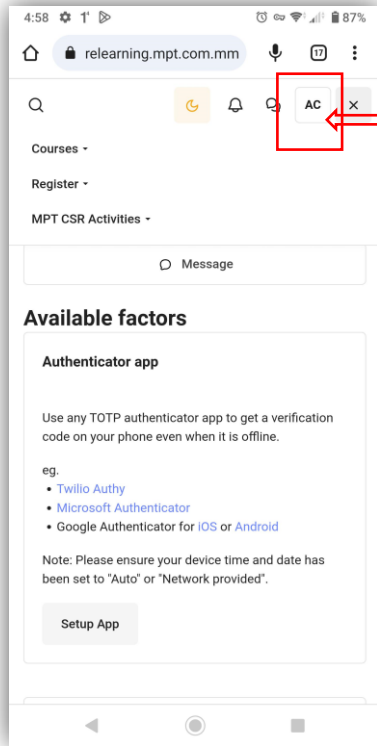 4:58 1' 87%
relearning.mpt.com.mm 17
AC ×
Courses
Register
MPT CSR Activities
Message
Available factors
Authenticator app
Use any TOTP authenticator app to get a verification
code on your phone even when it is offline.
eg.
• Twilio Authy
• Microsoft Authenticator
• Google Authenticator for iOS or Android
Note: Please ensure your device time and date has
been set to "Auto" or "Network provided".
Setup App